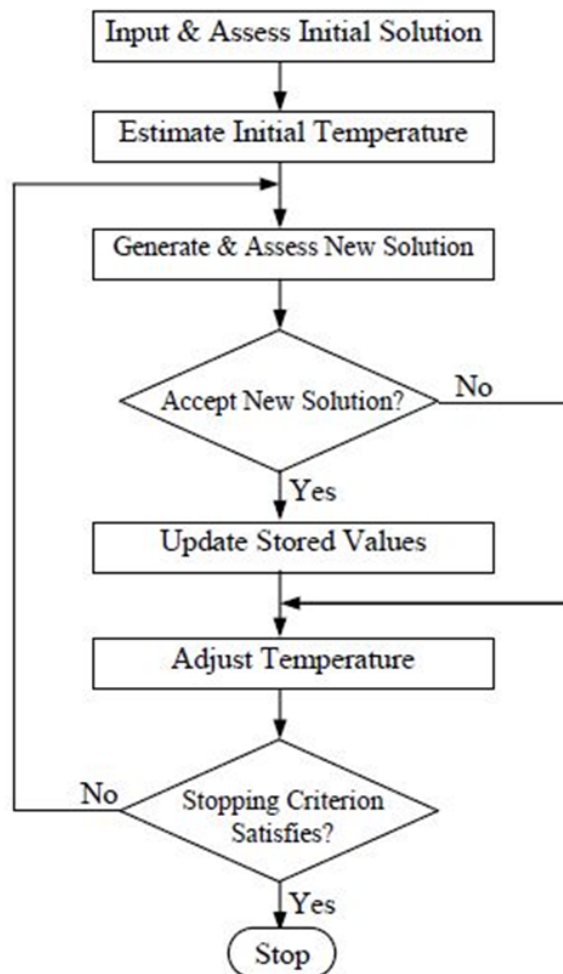 Input & Assess Initial Solution
Estimate Initial Temperature
Generate & Assess New Solution
Accept New Solution?
No
Yes
Update Stored Values
Adjust Temperature
No
Stopping Criterion
Satisfies?
Yes
Stop